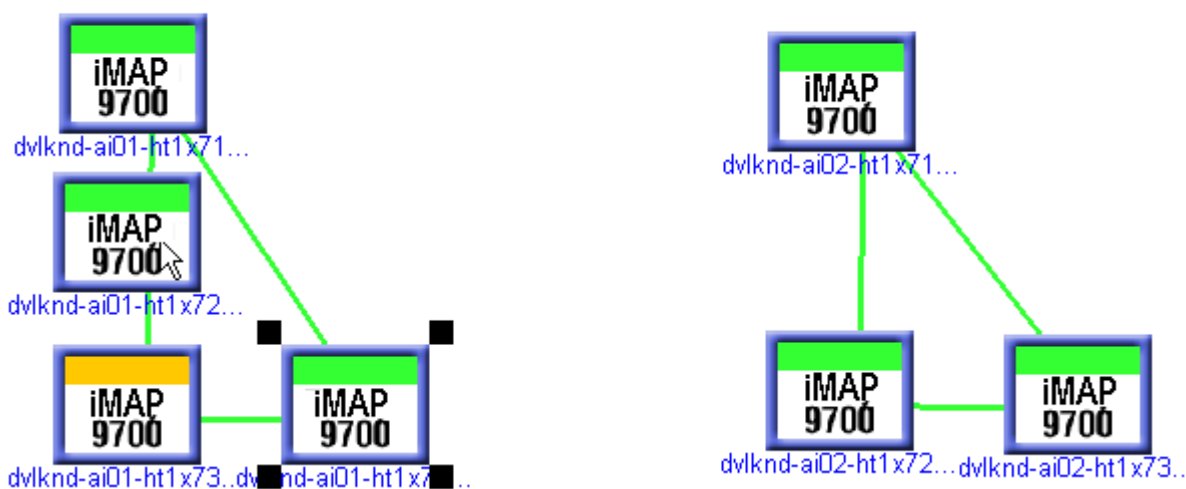 iMAP
9700
dvlknd-ai01-ht1x71...
iMAP
9700
dvlknd-ai01-ht1x72...
iMAP
9700
dvlknd-ai01-ht1x73..
iMAP
9700
iMAP
9700
dvlknd-ai02-ht1x71...
iMAP
9700
dvlknd-ai02-ht1x72...
iMAP
9700
dvlknd-ai02-ht1x73..